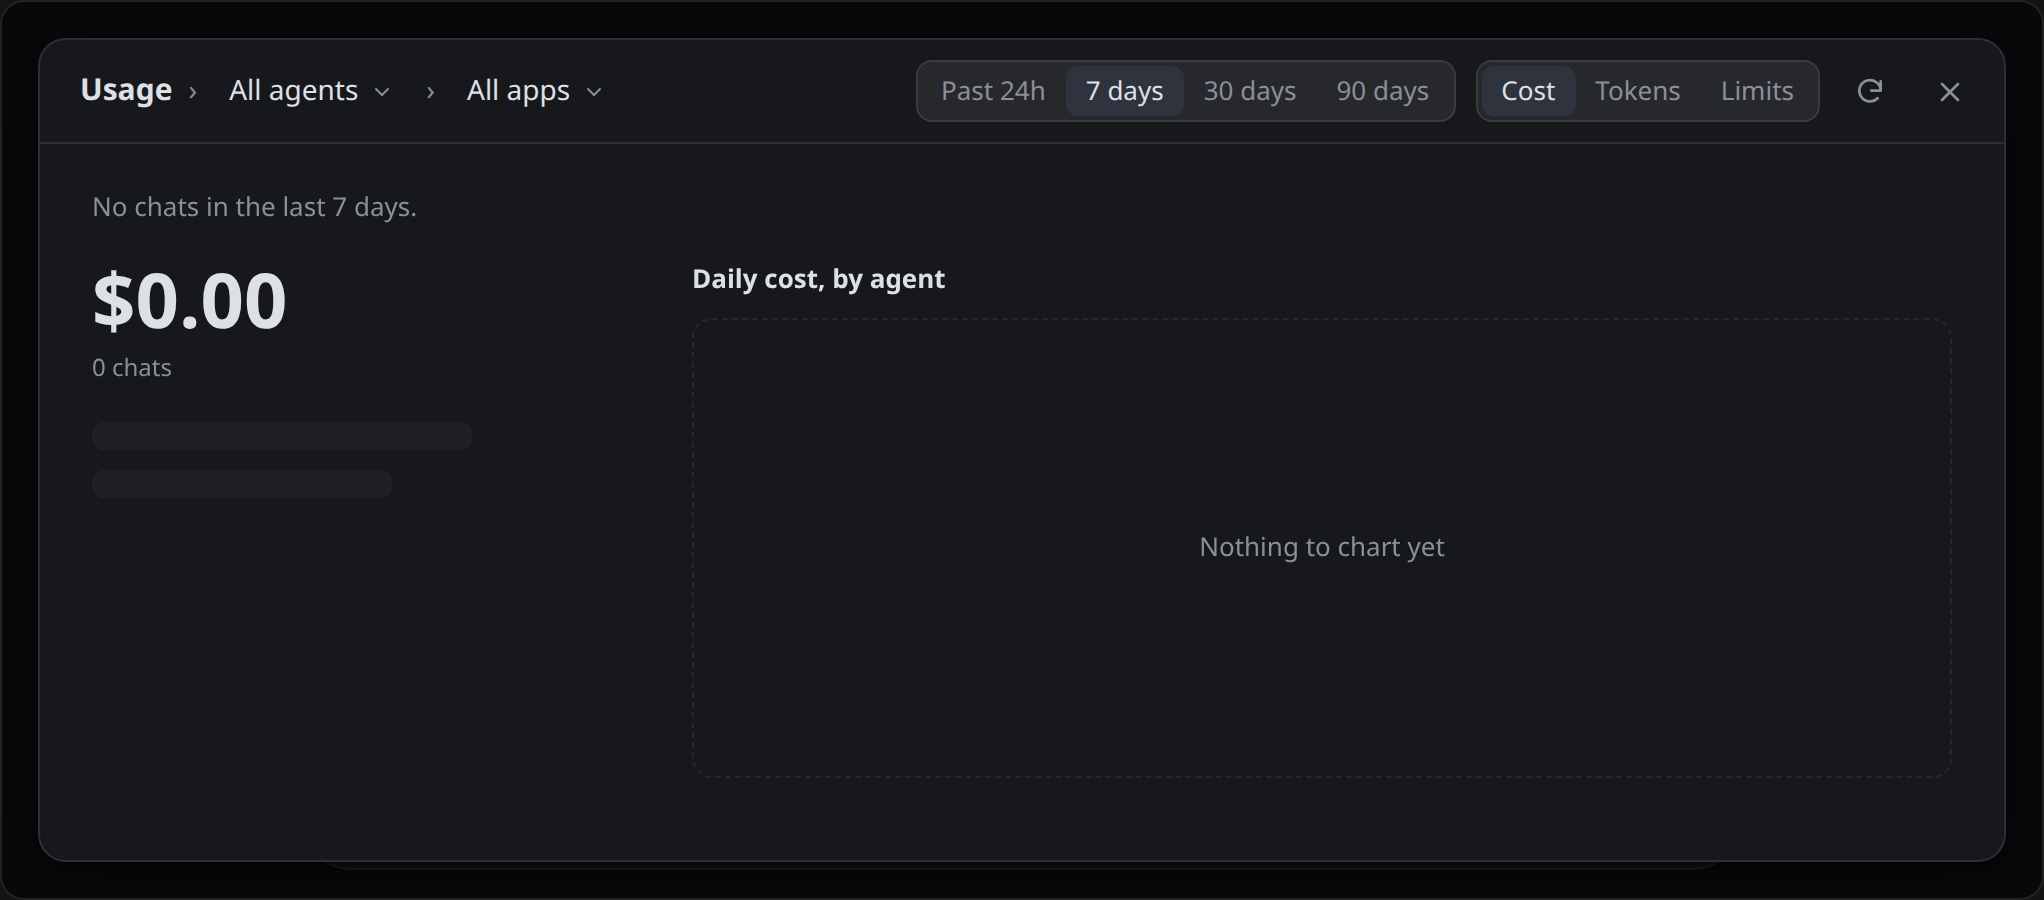 Usage › All agents › All apps
Past 24h 7 days 30 days 90 days
Cost Tokens Limits
No chats in the last 7 days.
$0.00
0 chats
Daily cost, by agent
Nothing to chart yet